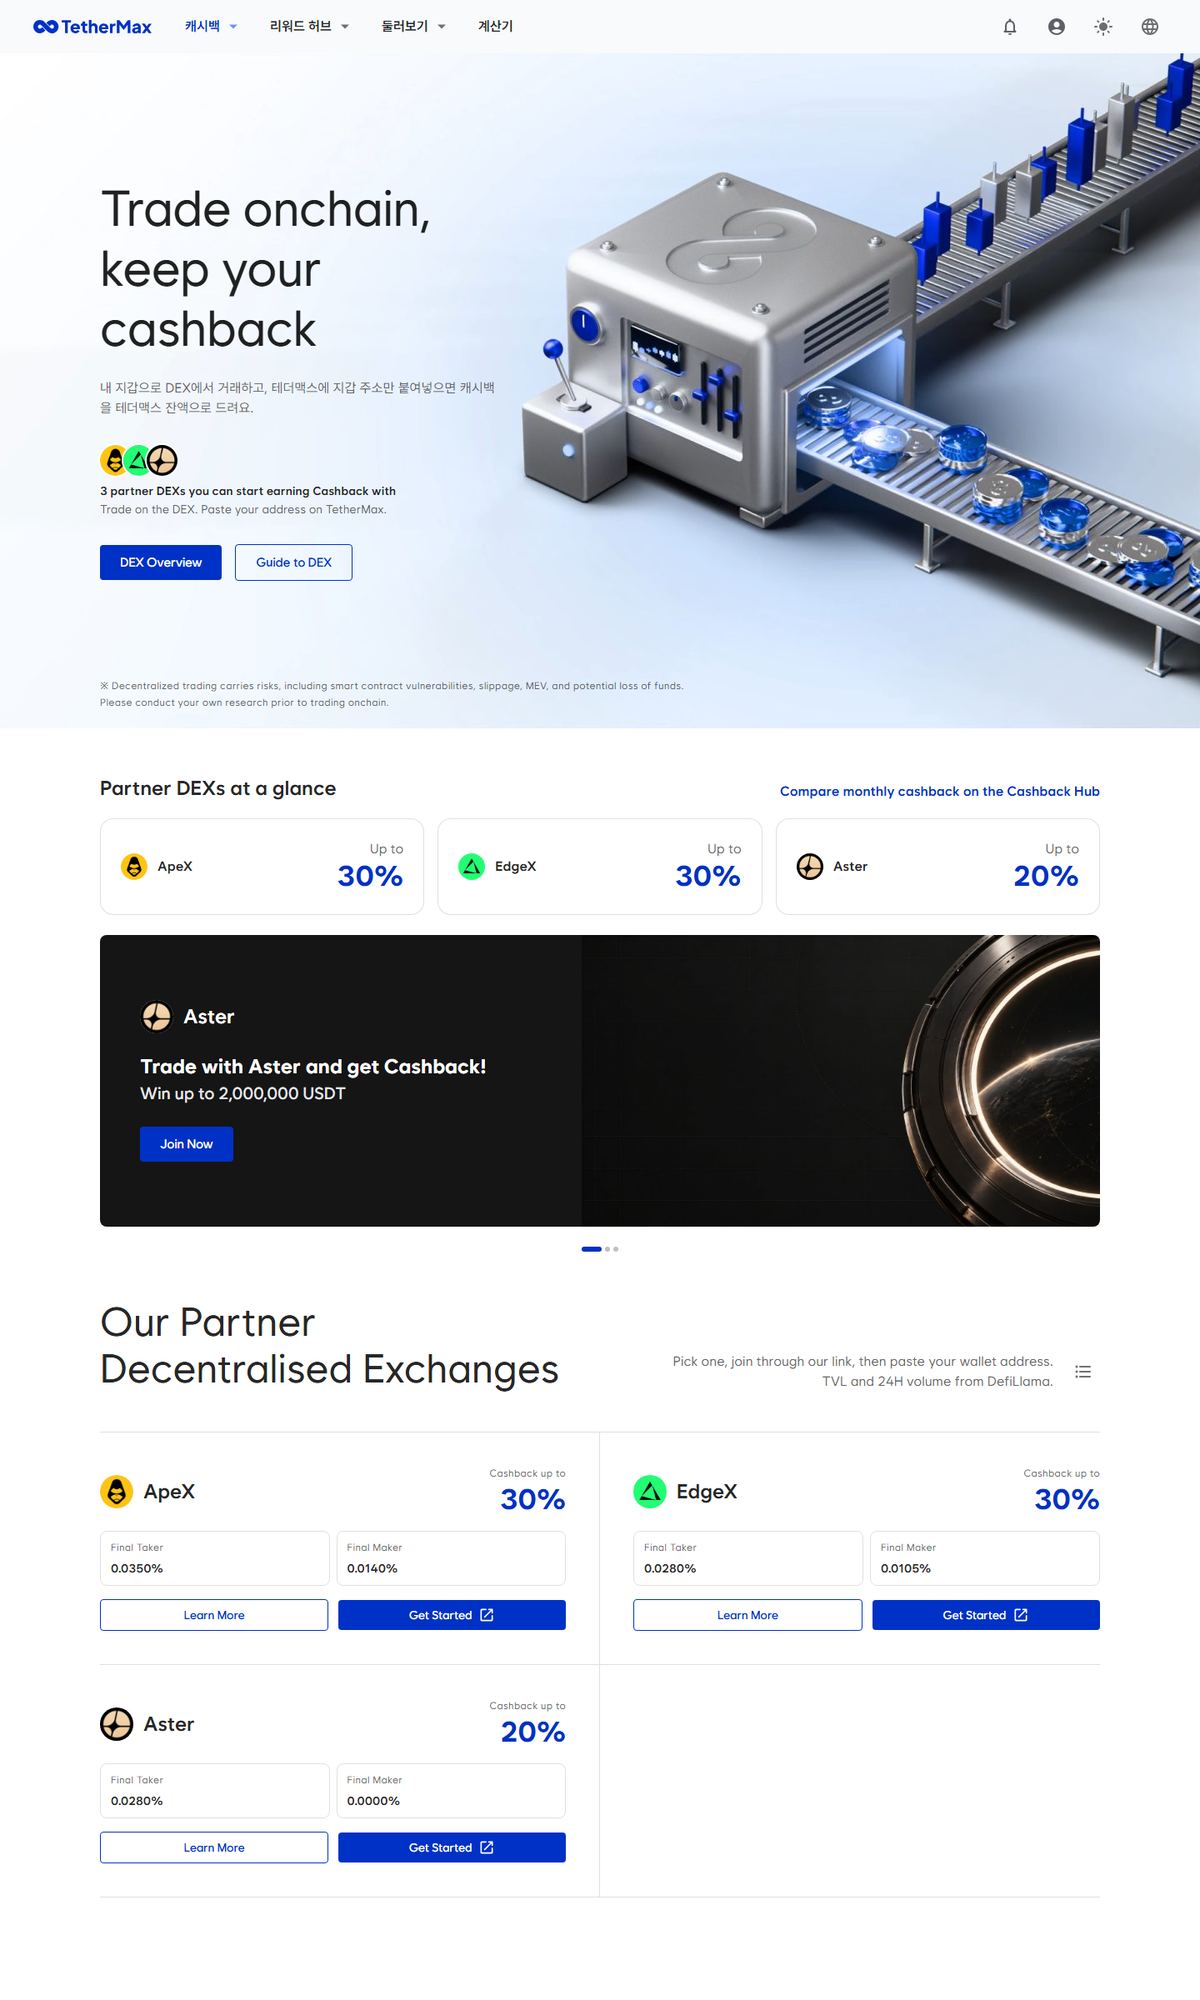 TetherMax
캐시백
리워드 허브
둘러보기
계산기
Trade onchain,
keep your
cashback
내 지갑으로 DEX에서 거래하고, 테더맥스에 지갑 주소만 붙여넣으면 캐시백
을 테더맥스 잔액으로 드려요.
3 partner DEXs you can start earning Cashback with
Trade on the DEX. Paste your address on TetherMax.
DEX Overview
Guide to DEX
※ Decentralized trading carries risks, including smart contract vulnerabilities, slippage, MEV, and potential loss of funds.
Please conduct your own research prior to trading onchain.
Partner DEXs at a glance
Compare monthly cashback on the Cashback Hub
ApeX
Up to
30%
EdgeX
Up to
30%
Aster
Up to
20%
Aster
Trade with Aster and get Cashback!
Win up to 2,000,000 USDT
Join Now
Our Partner
Decentralised Exchanges
Pick one, join through our link, then paste your wallet address.
TVL and 24H volume from DefiLlama.
ApeX
Cashback up to
30%
Final Taker
0.0350%
Final Maker
0.0140%
Learn More
Get Started
EdgeX
Cashback up to
30%
Final Taker
0.0280%
Final Maker
0.0105%
Learn More
Get Started
Aster
Cashback up to
20%
Final Taker
0.0280%
Final Maker
0.0000%
Learn More
Get Started